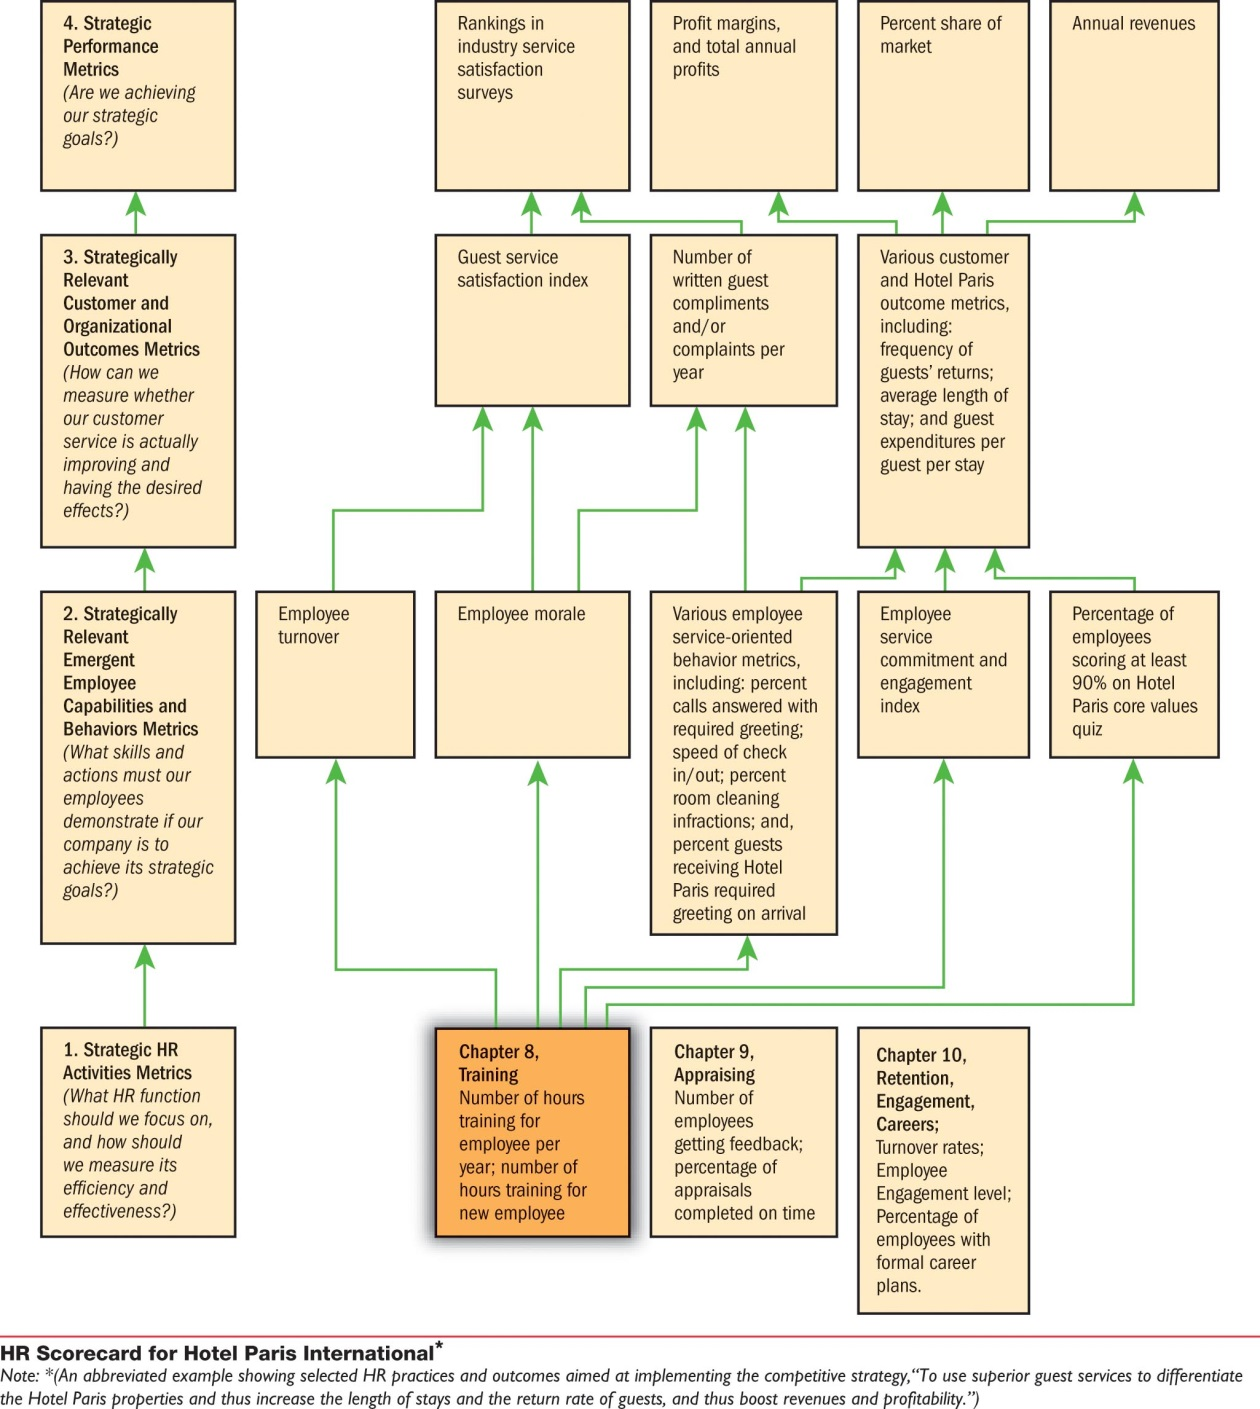 4. Strategic
Performance
Metrics
(Are we achieving
our strategic
goals?)
Rankings in
industry service
satisfaction
surveys
Profit margins,
and total annual
profits
Percent share of
market
Annual revenues
3. Strategically
Relevant
Customer and
Organizational
Outcomes Metrics
(How can we
measure whether
our customer
service is actually
improving and
having the desired
effects?)
Guest service
satisfaction index
Number of
written guest
compliments
and/or
complaints per
year
Various customer
and Hotel Paris
outcome metrics,
including:
frequency of
guests’ returns;
average length of
stay; and guest
expenditures per
guest per stay
2. Strategically
Relevant
Emergent
Employee
Capabilities and
Behaviors Metrics
(What skills and
actions must our
employees
demonstrate if our
company is to
achieve its strategic
goals?)
Employee
turnover
Employee morale
Various employee
service-oriented
behavior metrics,
including: percent
calls answered with
required greeting;
speed of check
in/out; percent
room cleaning
infractions; and,
percent guests
receiving Hotel
Paris required
greeting on arrival
Employee
service
commitment and
engagement
index
Percentage of
employees
scoring at least
90% on Hotel
Paris core values
quiz
1. Strategic HR
Activities Metrics
(What HR function
should we focus on,
and how should
we measure its
efficiency and
effectiveness?)
Chapter 8,
Training
Number of hours
training for
employee per
year; number of
hours training for
new employee
Chapter 9,
Appraising
Number of
employees
getting feedback;
percentage of
appraisals
completed on time
Chapter 10,
Retention,
Engagement,
Careers;
Turnover rates;
Employee
Engagement level;
Percentage of
employees with
formal career
plans.
HR Scorecard for Hotel Paris International*
Note: *(An abbreviated example showing selected HR practices and outcomes aimed at implementing the competitive strategy,“To use superior guest services to differentiate
the Hotel Paris properties and thus increase the length of stays and the return rate of guests, and thus boost revenues and profitability.”)